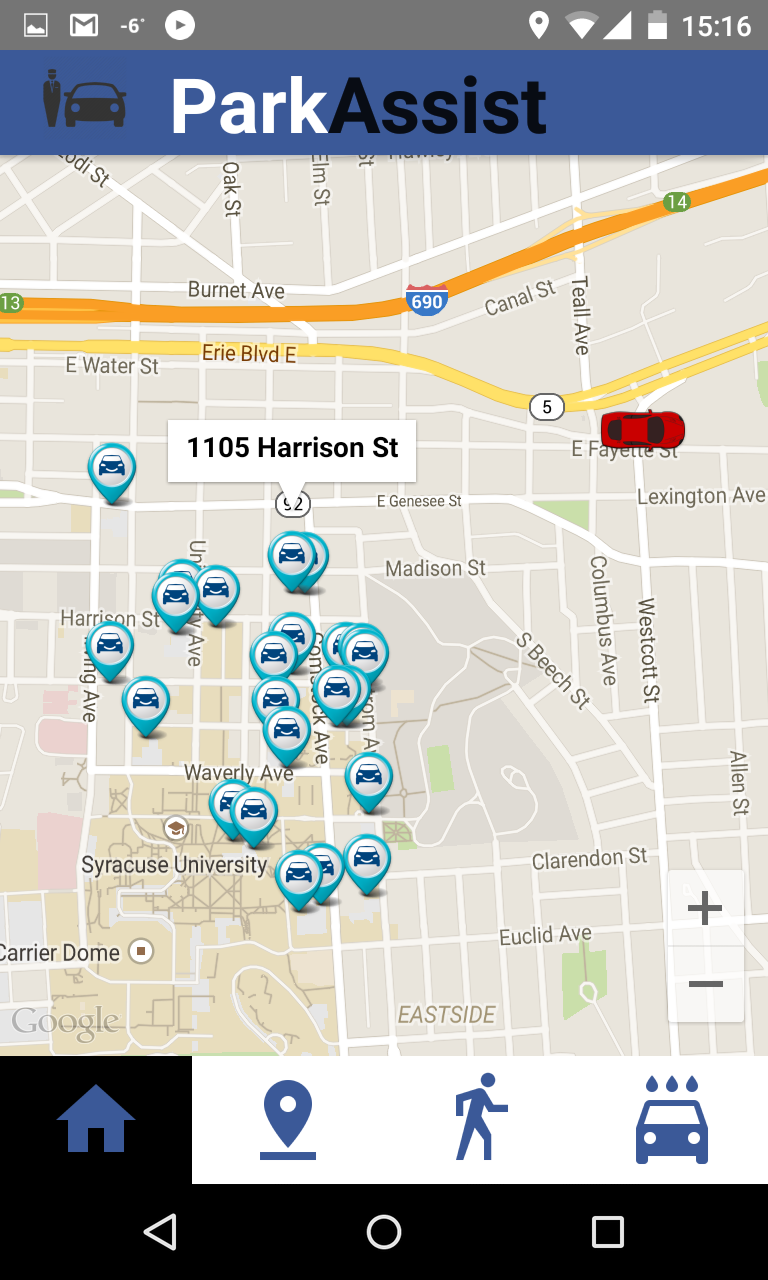 -6° 15:16
ParkAssist
Lodi St
Oak St
Elm St
St
Hawley
14
13
Burnet Ave
690
Canal St
Teall Ave
Erie Blvd E
E Water St
5
1105 Harrison St
E Fayette St
92
E Genesee St
Lexington Ave
Madison St
Harrison St
Columbus Ave
Westcott St
S Beech St
Comstock Ave
Waverly Ave
Allen St
Syracuse University
Clarendon St
+
Carrier Dome
Euclid Ave
−
Google
EASTSIDE